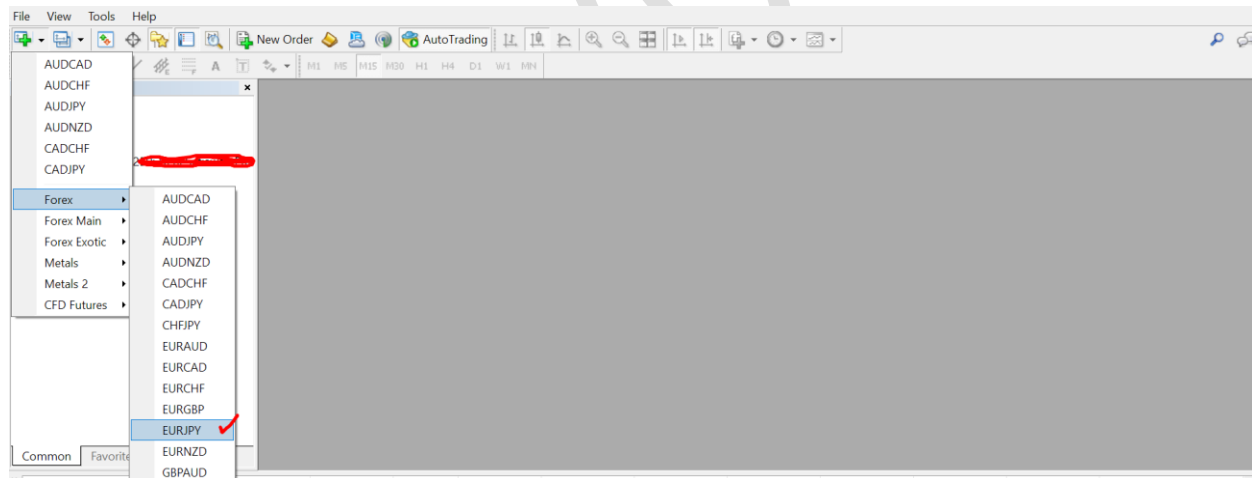 File View Tools Help
New Order AutoTrading
AUDCAD
A T M1 M5 M15 M30 H1 H4 D1 W1 MN
AUDCHF
AUDJPY
AUDNZD
CADCHF
CADJPY
Forex
Forex Main
Forex Exotic
Metals
Metals 2
CFD Futures
AUDCAD
AUDCHF
AUDJPY
AUDNZD
CADCHF
CADJPY
CHFJPY
EURAUD
EURCAD
EURCHF
EURGBP
EURJPY
EURNZD
GBPAUD
Common Favorite